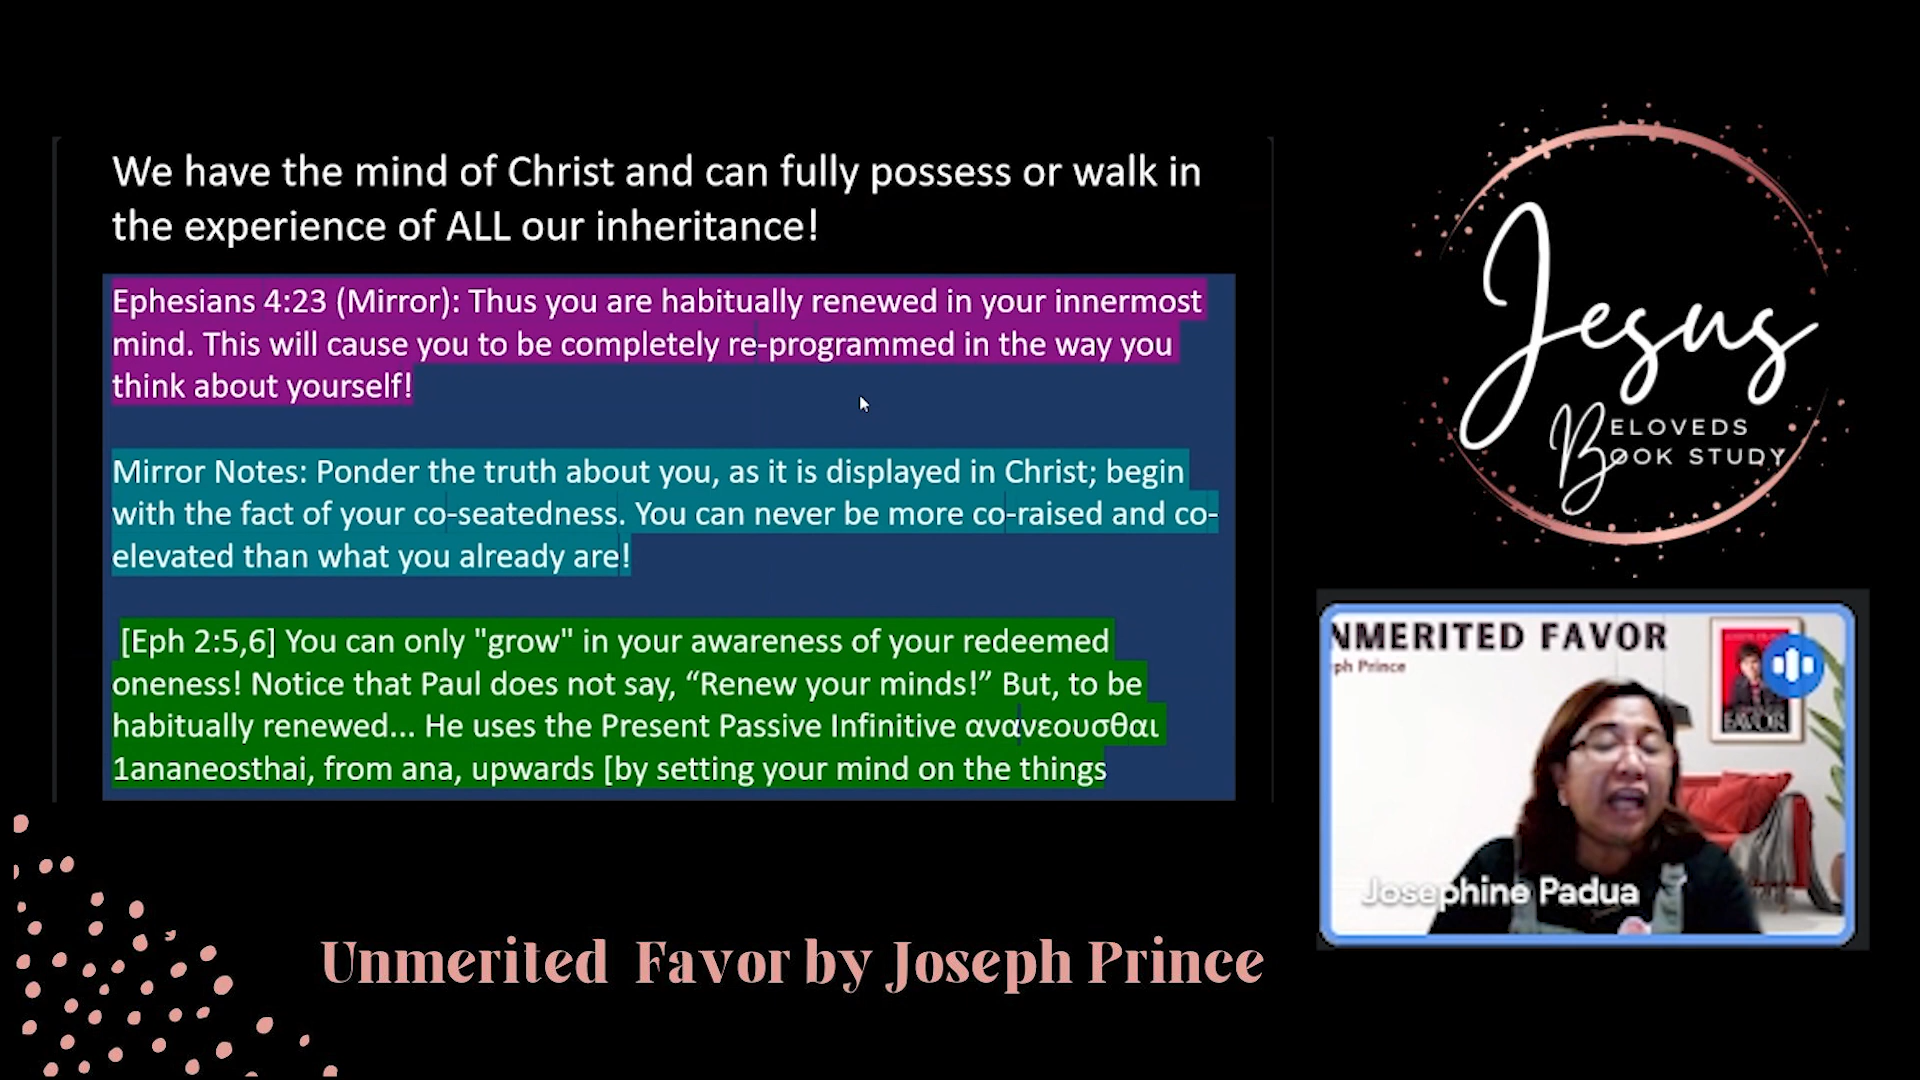 We have the mind of Christ and can fully possess or walk in
the experience of ALL our inheritance!
Ephesians 4:23 (Mirror): Thus you are habitually renewed in your innermost
mind. This will cause you to be completely re-programmed in the way you
think about yourself!
Mirror Notes: Ponder the truth about you, as it is displayed in Christ; begin
with the fact of your co-seatedness. You can never be more co-raised and co-
elevated than what you already are!
[Eph 2:5,6] You can only "grow" in your awareness of your redeemed
oneness! Notice that Paul does not say, “Renew your minds!” But, to be
habitually renewed... He uses the Present Passive Infinitive ανανεουσθαι
1ananeosthai, from ana, upwards [by setting your mind on the things
Jesus
BELOVEDS
BOOK STUDY
NMERITED FAVOR
ph Prince
FAVOR
Josephine Padua
Unmerited Favor by Joseph Prince